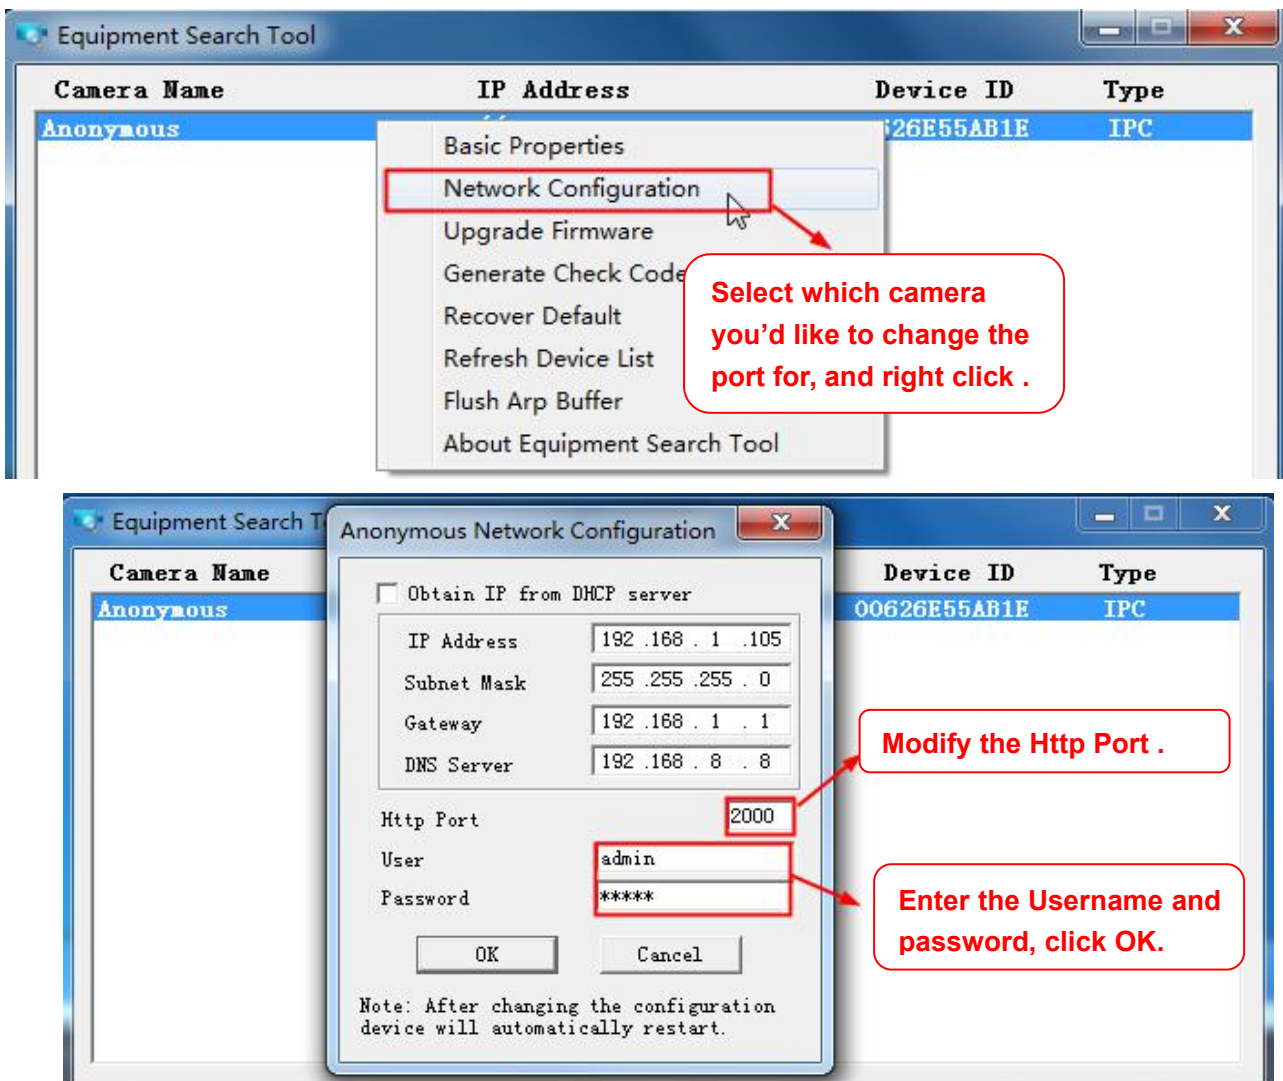 Equipment Search Tool
Camera Name IP Address Device ID Type
Anonymous 626E55AB1E IPC
Basic Properties
Network Configuration
Upgrade Firmware
Generate Check Code
Recover Default
Refresh Device List
Flush Arp Buffer
About Equipment Search Tool
Select which camera
you’d like to change the
port for, and right click .
Equipment Search T
Anonymous Network Configuration
Camera Name Device ID Type
Anonymous 00626E55AB1E IPC
Obtain IP from DHCP server
IP Address 192 .168 . 1 .105
Subnet Mask 255 .255 .255 . 0
Gateway 192 .168 . 1 . 1
DNS Server 192 .168 . 8 . 8
Http Port 2000
User admin
Password *****
OK Cancel
Note: After changing the configuration
device will automatically restart.
Modify the Http Port .
Enter the Username and
password, click OK.